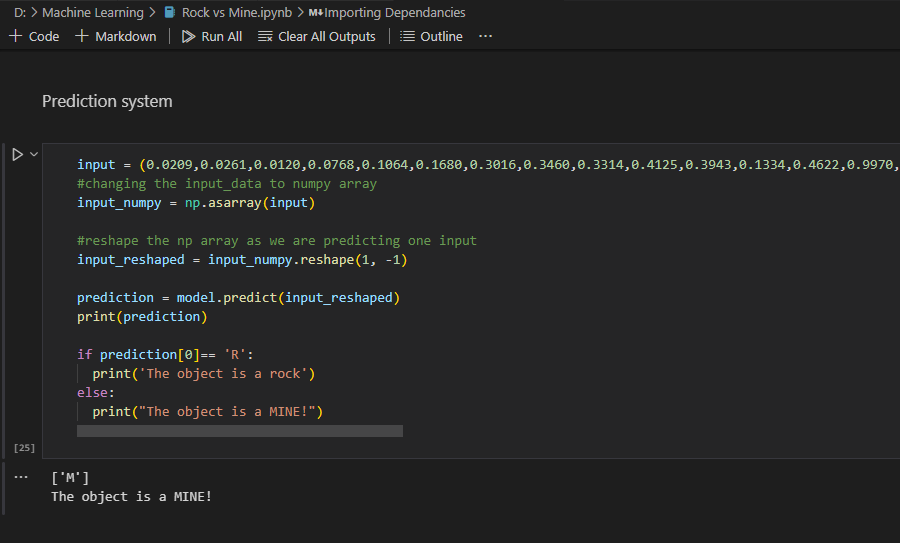 D: > Machine Learning > Rock vs Mine.ipynb > M↓Importing Dependancies
+ Code + Markdown | Run All Clear All Outputs | Outline ...
Prediction system
input = (0.0209,0.0261,0.0120,0.0768,0.1064,0.1680,0.3016,0.3460,0.3314,0.4125,0.3943,0.1334,0.4622,0.9970,
#changing the input_data to numpy array
input_numpy = np.asarray(input)
#reshape the np array as we are predicting one input
input_reshaped = input_numpy.reshape(1, -1)
prediction = model.predict(input_reshaped)
print(prediction)
if prediction[0]== 'R':
  print('The object is a rock')
else:
  print("The object is a MINE!")
[25]
... ['M']
The object is a MINE!